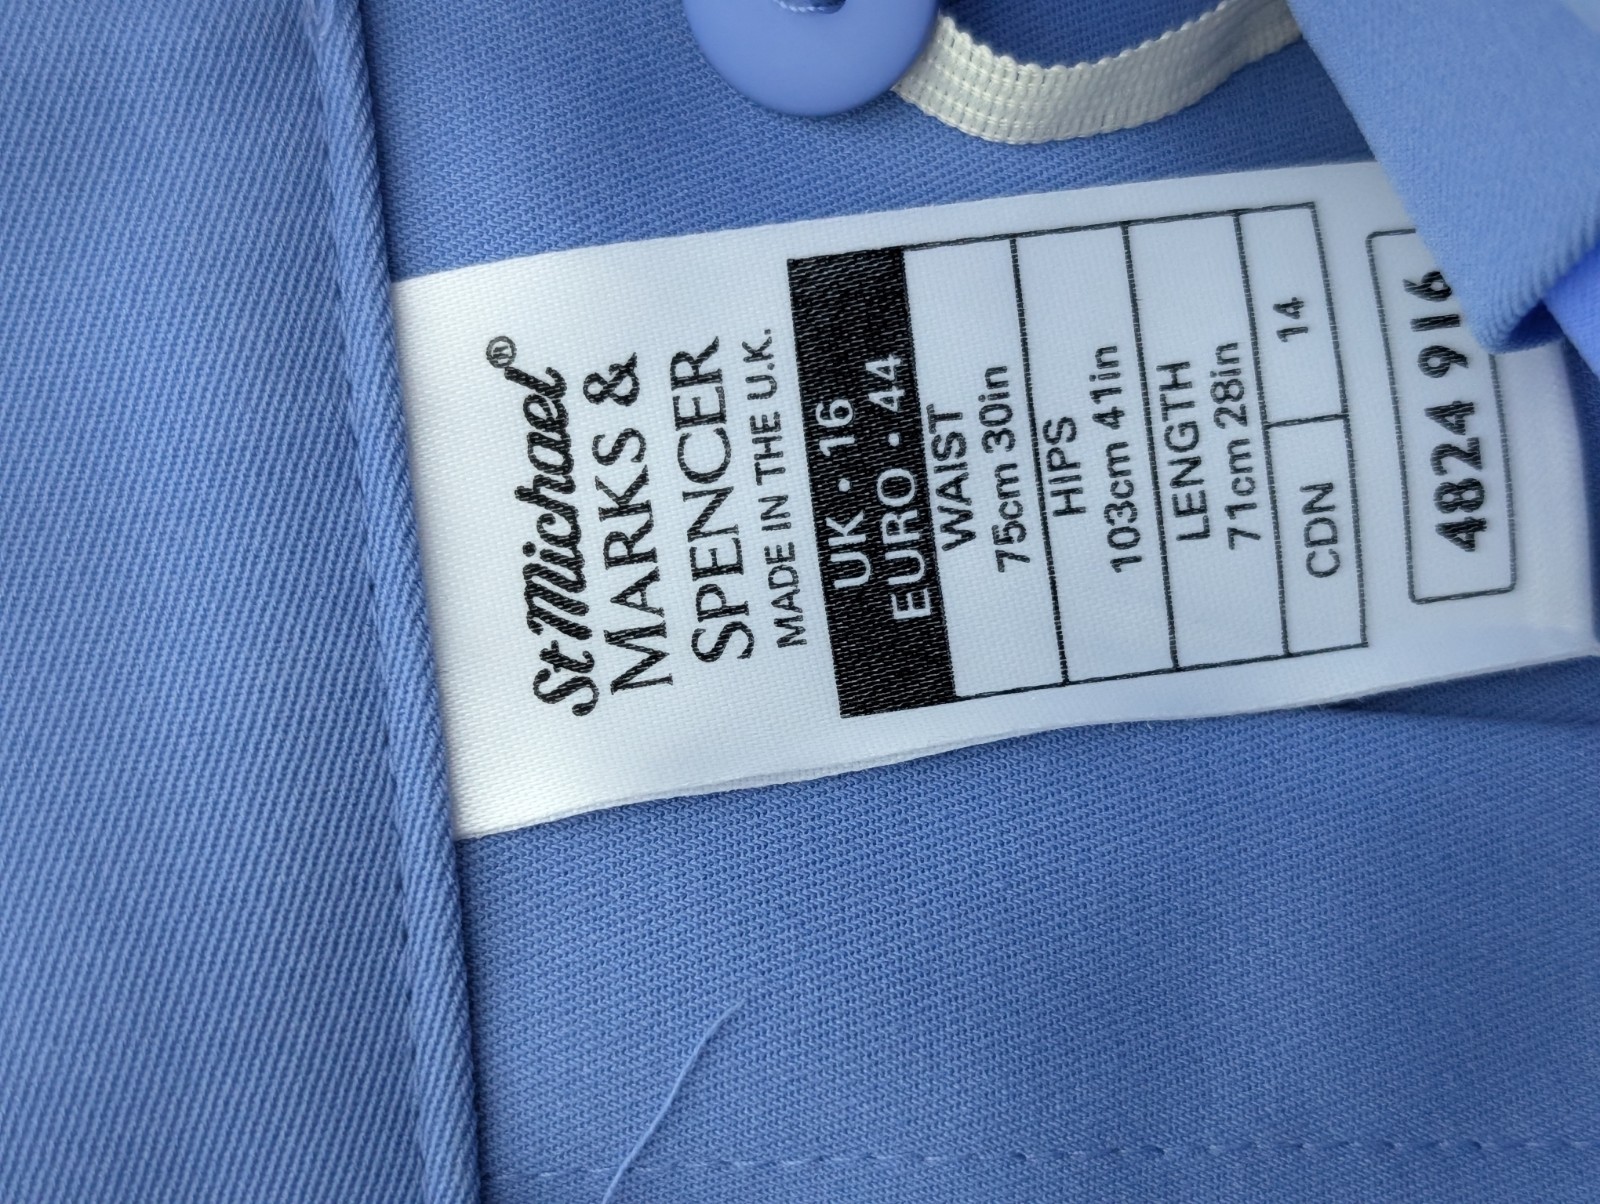 St Michael®
MARKS &
SPENCER
MADE IN THE U.K.
UK · 16
EURO · 44
WAIST
75cm 30in
HIPS
103cm 41in
LENGTH
71cm 28in
CDN 14
4824 916